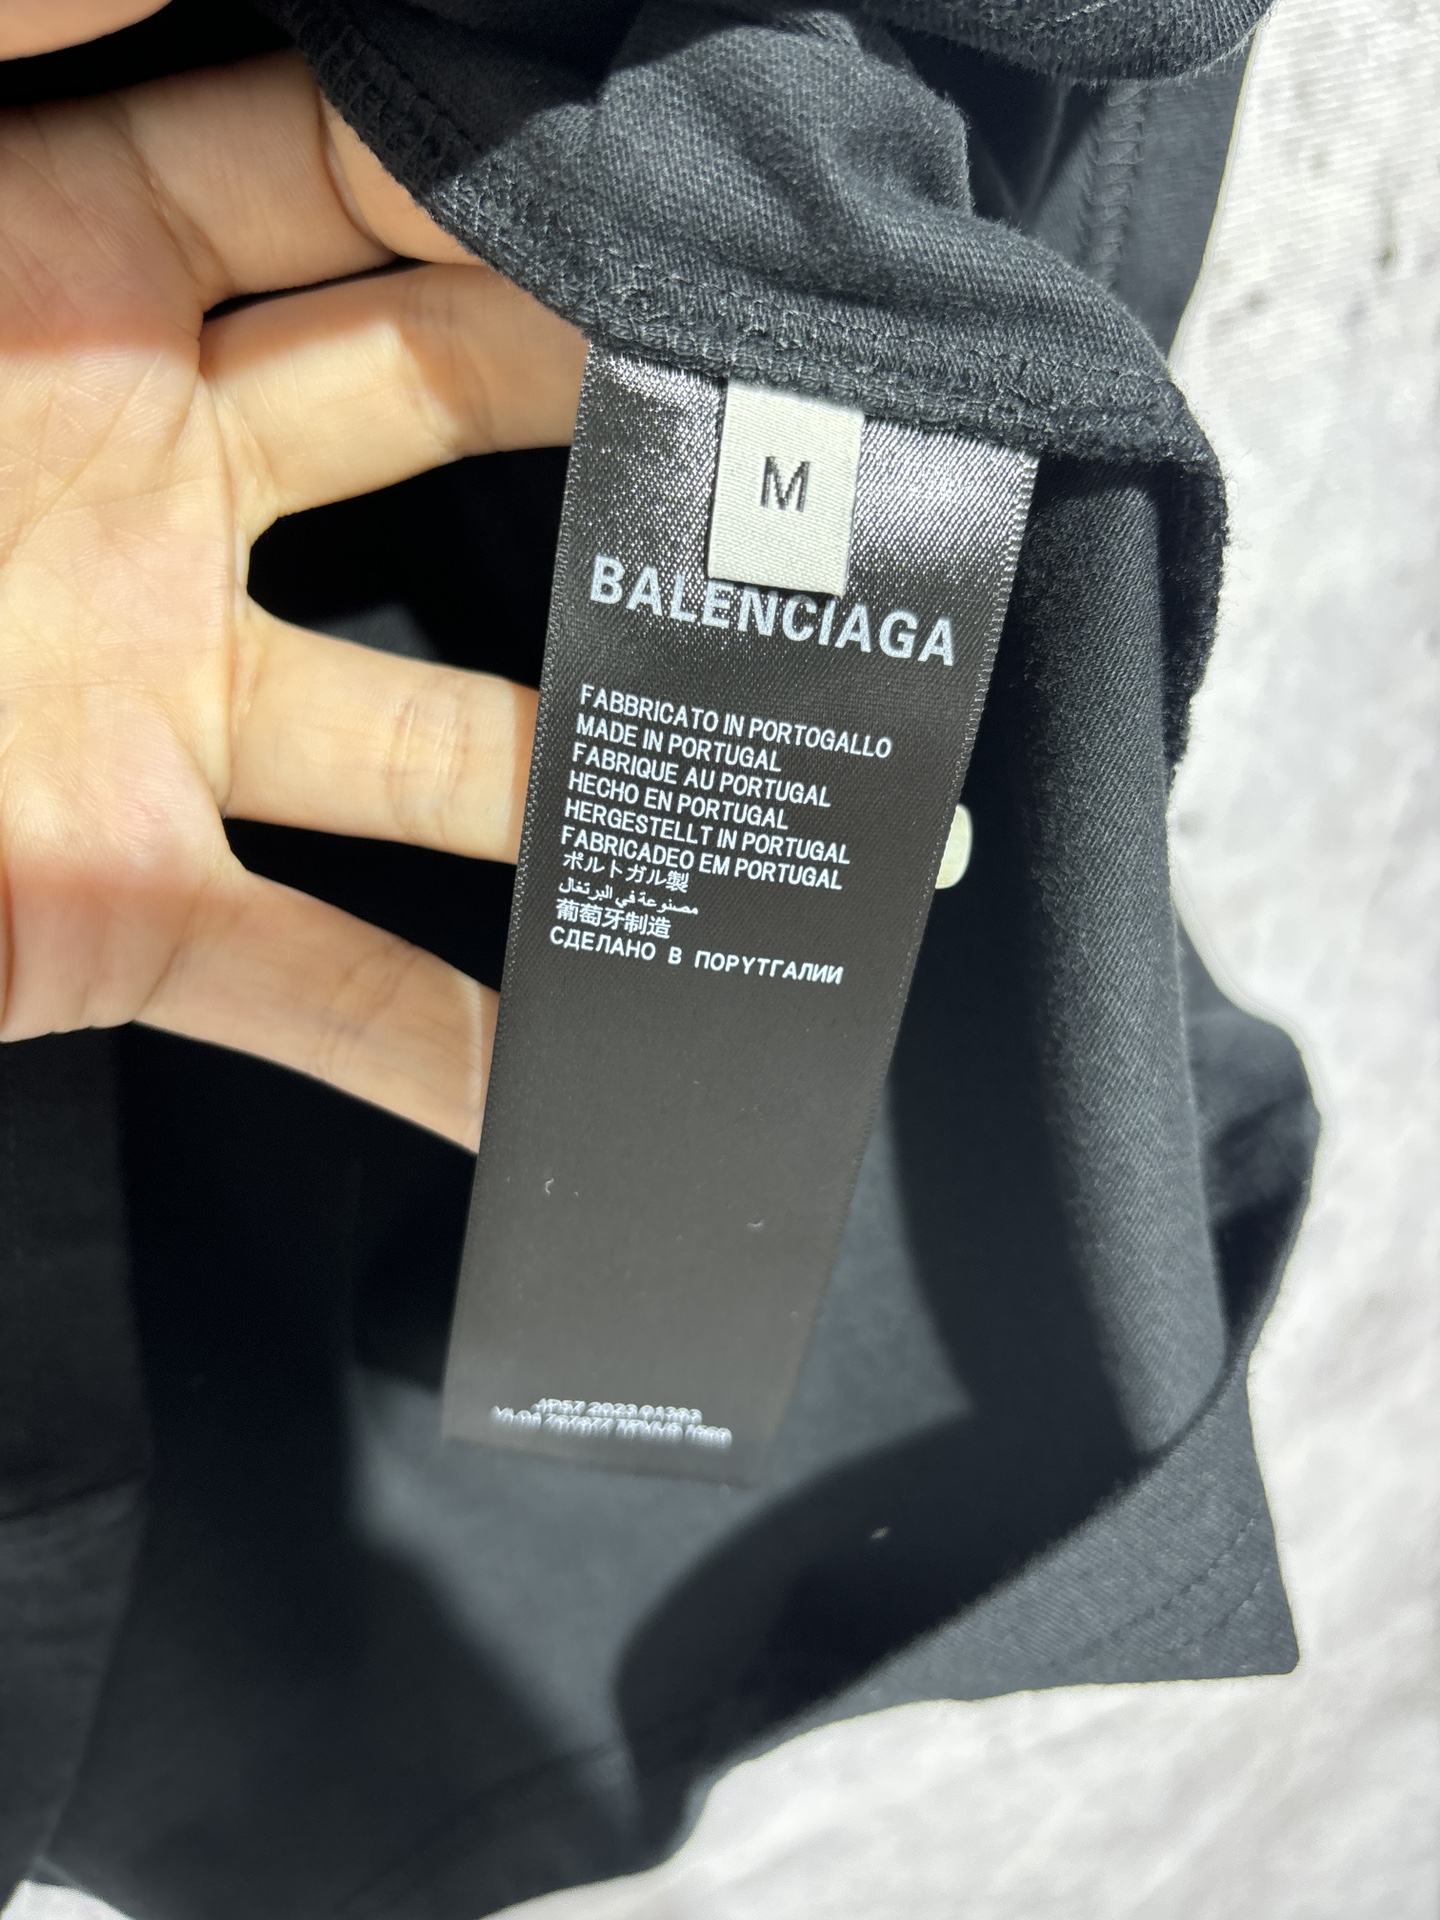 M
BALENCIAGA
FABBRICATO IN PORTOGALLO
MADE IN PORTUGAL
FABRIQUE AU PORTUGAL
HECHO EN PORTUGAL
HERGESTELLT IN PORTUGAL
FABRICADEO EM PORTUGAL
ポルトガル製
مصنوعة في البرتغال
葡萄牙制造
СДЕЛАНО В ПОРУТГАЛИИ